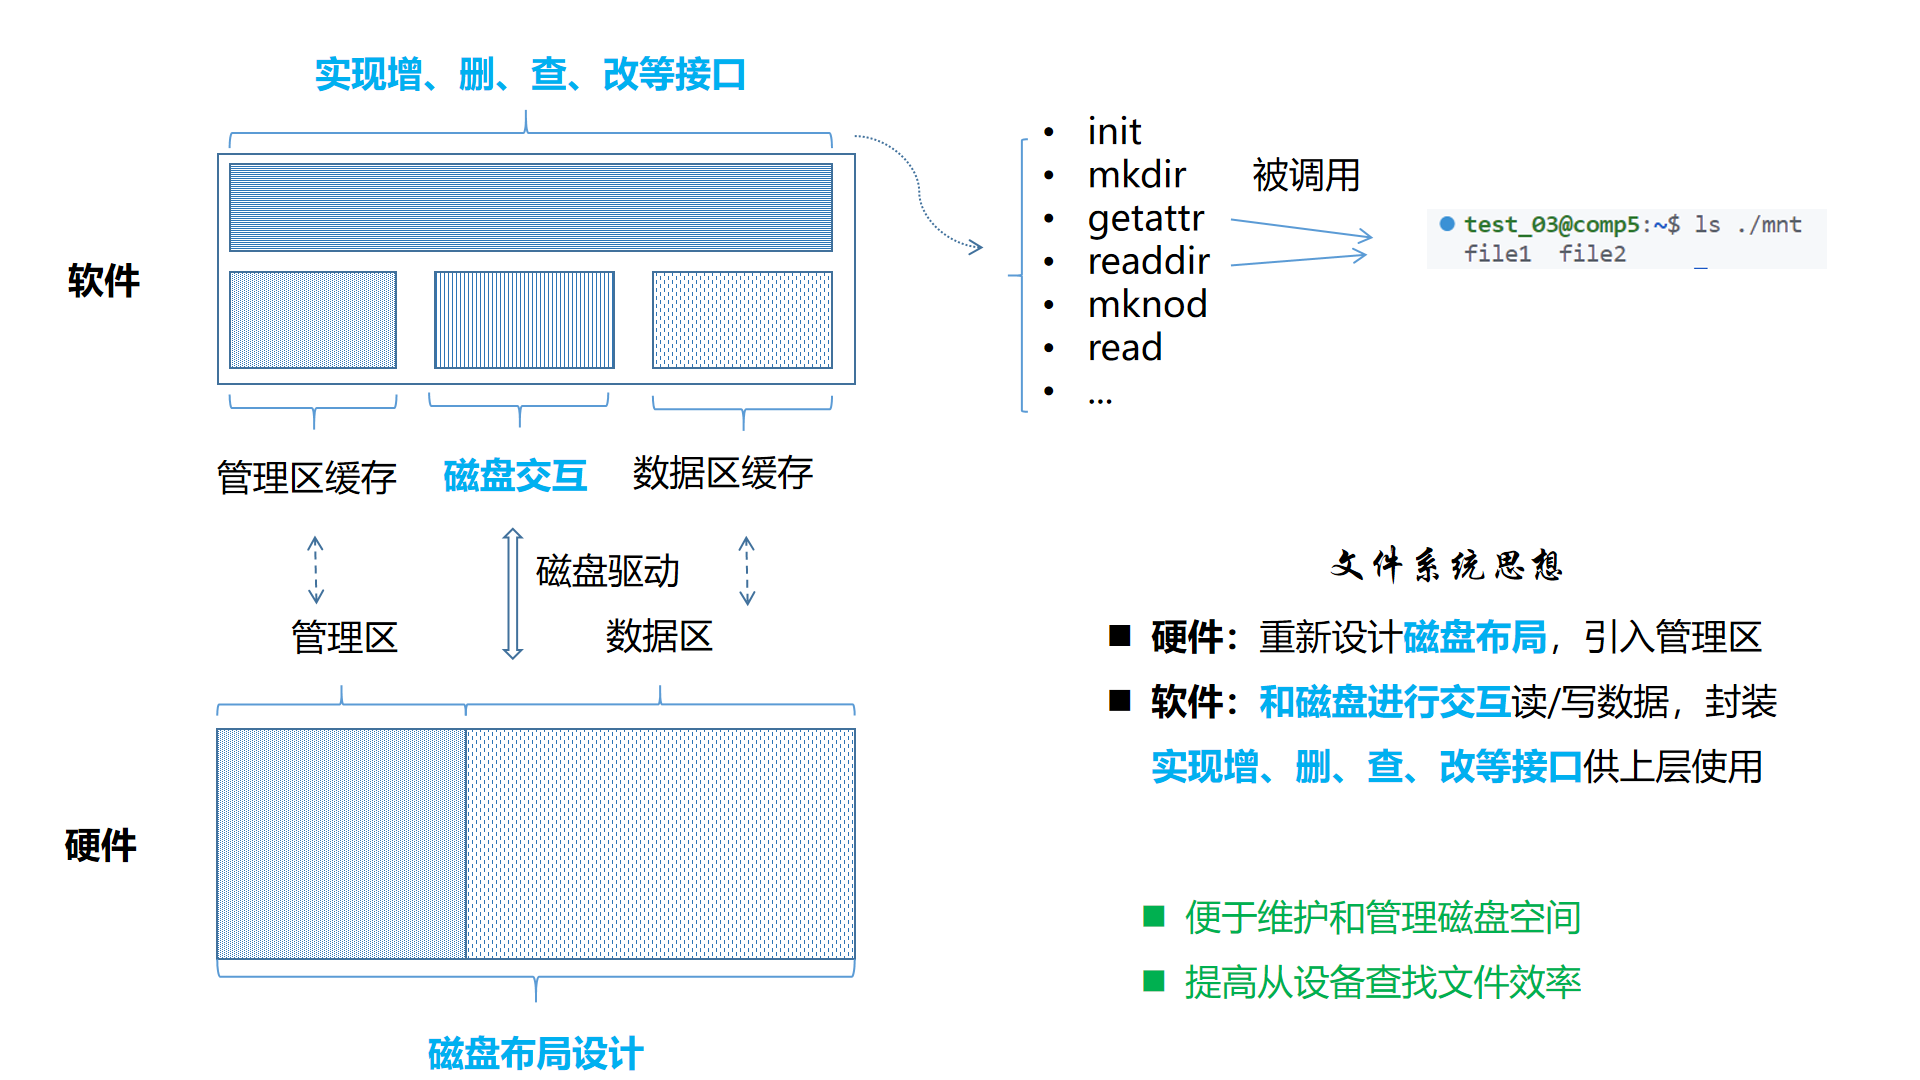 实现增、删、查、改等接口
软件
管理区缓存
磁盘交互
数据区缓存
磁盘驱动
管理区
数据区
硬件
磁盘布局设计
• init
• mkdir
• getattr
• readdir
• mknod
• read
• ...
被调用
test_03@comp5:~$ ls ./mnt
file1  file2
文件系统思想
■ 硬件：重新设计磁盘布局，引入管理区
■ 软件：和磁盘进行交互读/写数据，封装
实现增、删、查、改等接口供上层使用
■ 便于维护和管理磁盘空间
■ 提高从设备查找文件效率